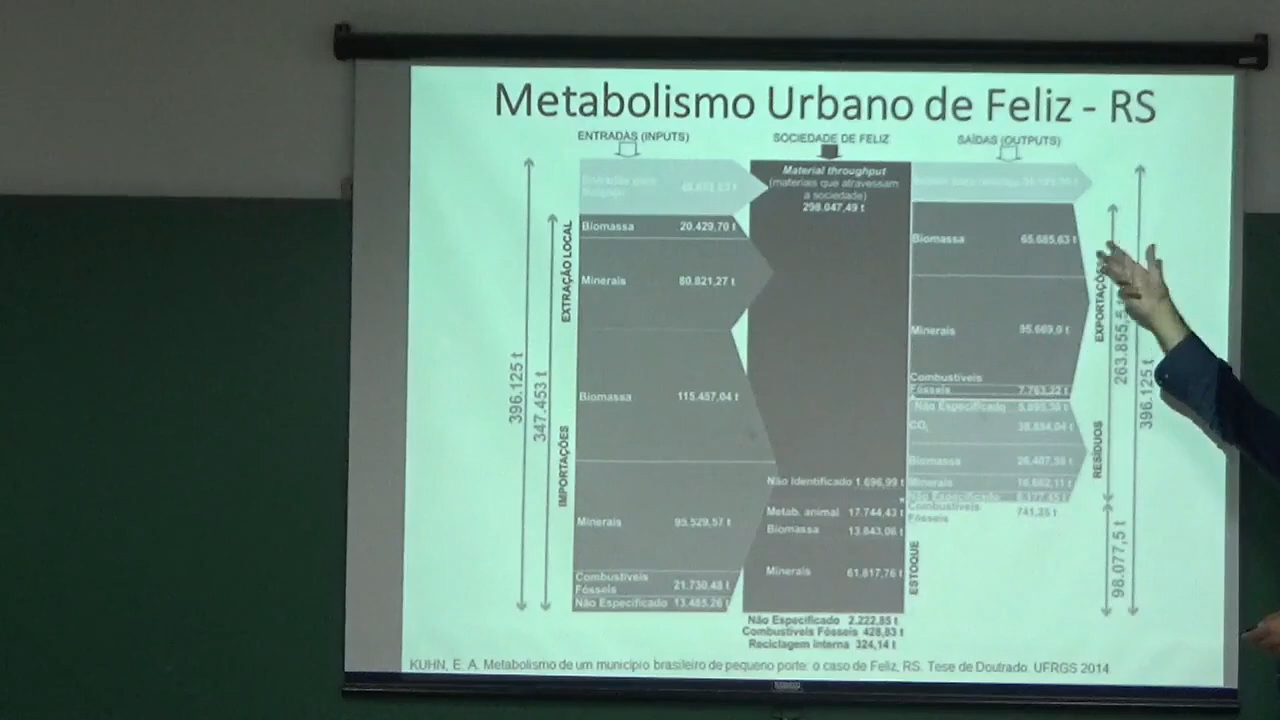 Metabolismo Urbano de Feliz - RS
ENTRADAS (INPUTS)
SOCIEDADE DE FELIZ
SAÍDAS (OUTPUTS)
396.125 t
347.453 t
EXTRAÇÃO LOCAL
IMPORTAÇÕES
Biomassa 20.429,70 t
Minerais 80.821,27 t
Biomassa 115.457,04 t
Minerais 95.529,57 t
Combustíveis
Fósseis 21.730,48 t
Não Especificado 13.485,26 t
Material throughput
(materiais que atravessam
a sociedade)
298.047,49 t
Não Identificado 1.696,99 t
Metab. animal 17.744,43 t
Biomassa 13.843,06 t
Minerais 61.817,76 t
Não Especificado 2.222,85 t
Combustíveis Fósseis 428,83 t
Reciclagem interna 324,14 t
Biomassa 65.685,63 t
Minerais 95.669,9 t
Combustíveis
Fósseis 7.763,22 t
Não Especificado
CO₂
Biomassa
Minerais
Não Especificado
Combustíveis
Fósseis 741,25 t
RESÍDUOS
ESTOQUE
263.855,
396.125 t
98.077,5 t
KUHN, E. A. Metabolismo de um município brasileiro de pequeno porte: o caso de Feliz, RS. Tese de Doutrado. UFRGS 2014